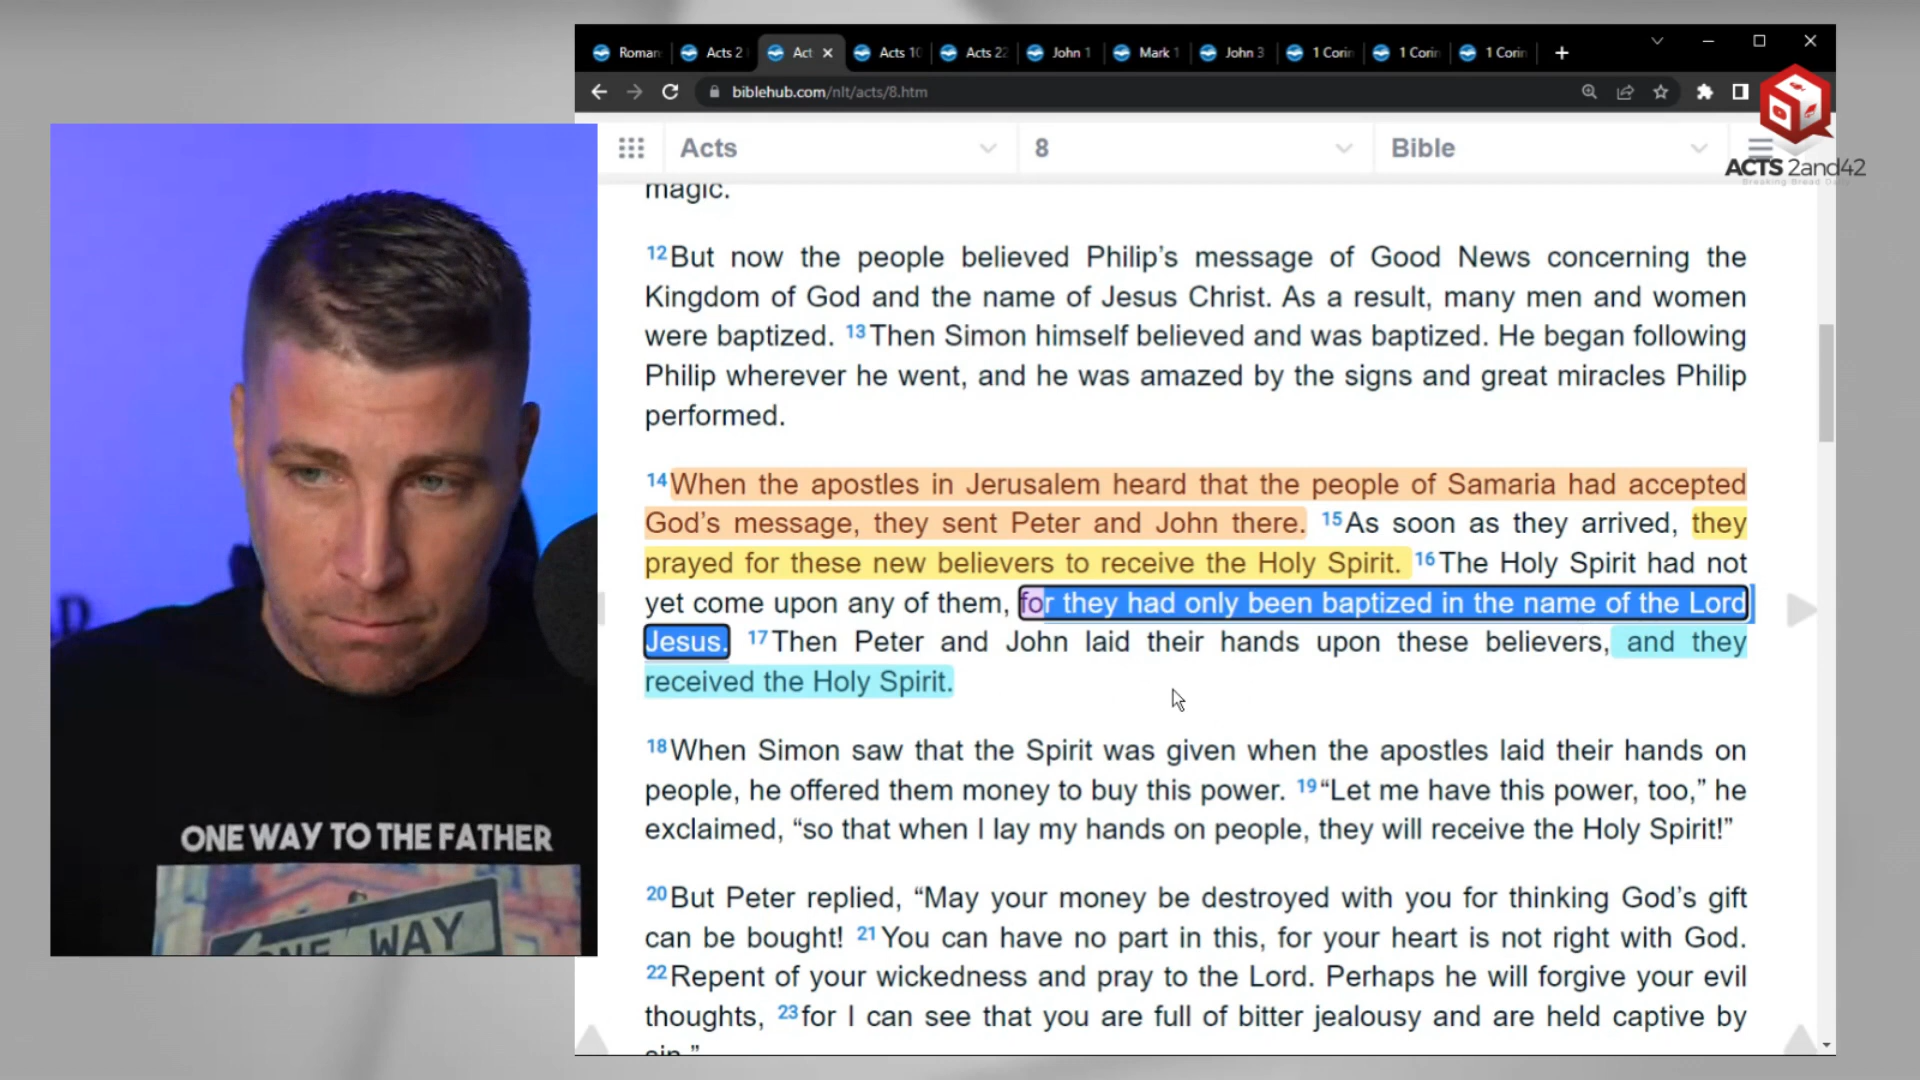 Roman
Acts 2
Act
Acts 10
Acts 22
John 1
Mark 1
John 3
1 Corin
1 Corin
1 Corin
biblehub.com/nlt/acts/8.htm
Acts
8
Bible
ACTS 2and42
magic.
12But now the people believed Philip’s message of Good News concerning the
Kingdom of God and the name of Jesus Christ. As a result, many men and women
were baptized. 13Then Simon himself believed and was baptized. He began following
Philip wherever he went, and he was amazed by the signs and great miracles Philip
performed.
14When the apostles in Jerusalem heard that the people of Samaria had accepted
God’s message, they sent Peter and John there. 15As soon as they arrived, they
prayed for these new believers to receive the Holy Spirit. 16The Holy Spirit had not
yet come upon any of them, for they had only been baptized in the name of the Lord
Jesus. 17Then Peter and John laid their hands upon these believers, and they
received the Holy Spirit.
18When Simon saw that the Spirit was given when the apostles laid their hands on
people, he offered them money to buy this power. 19“Let me have this power, too,” he
exclaimed, “so that when I lay my hands on people, they will receive the Holy Spirit!”
20But Peter replied, “May your money be destroyed with you for thinking God’s gift
can be bought! 21You can have no part in this, for your heart is not right with God.
22Repent of your wickedness and pray to the Lord. Perhaps he will forgive your evil
thoughts, 23for I can see that you are full of bitter jealousy and are held captive by
sin.”
ONE WAY TO THE FATHER
ONE WAY